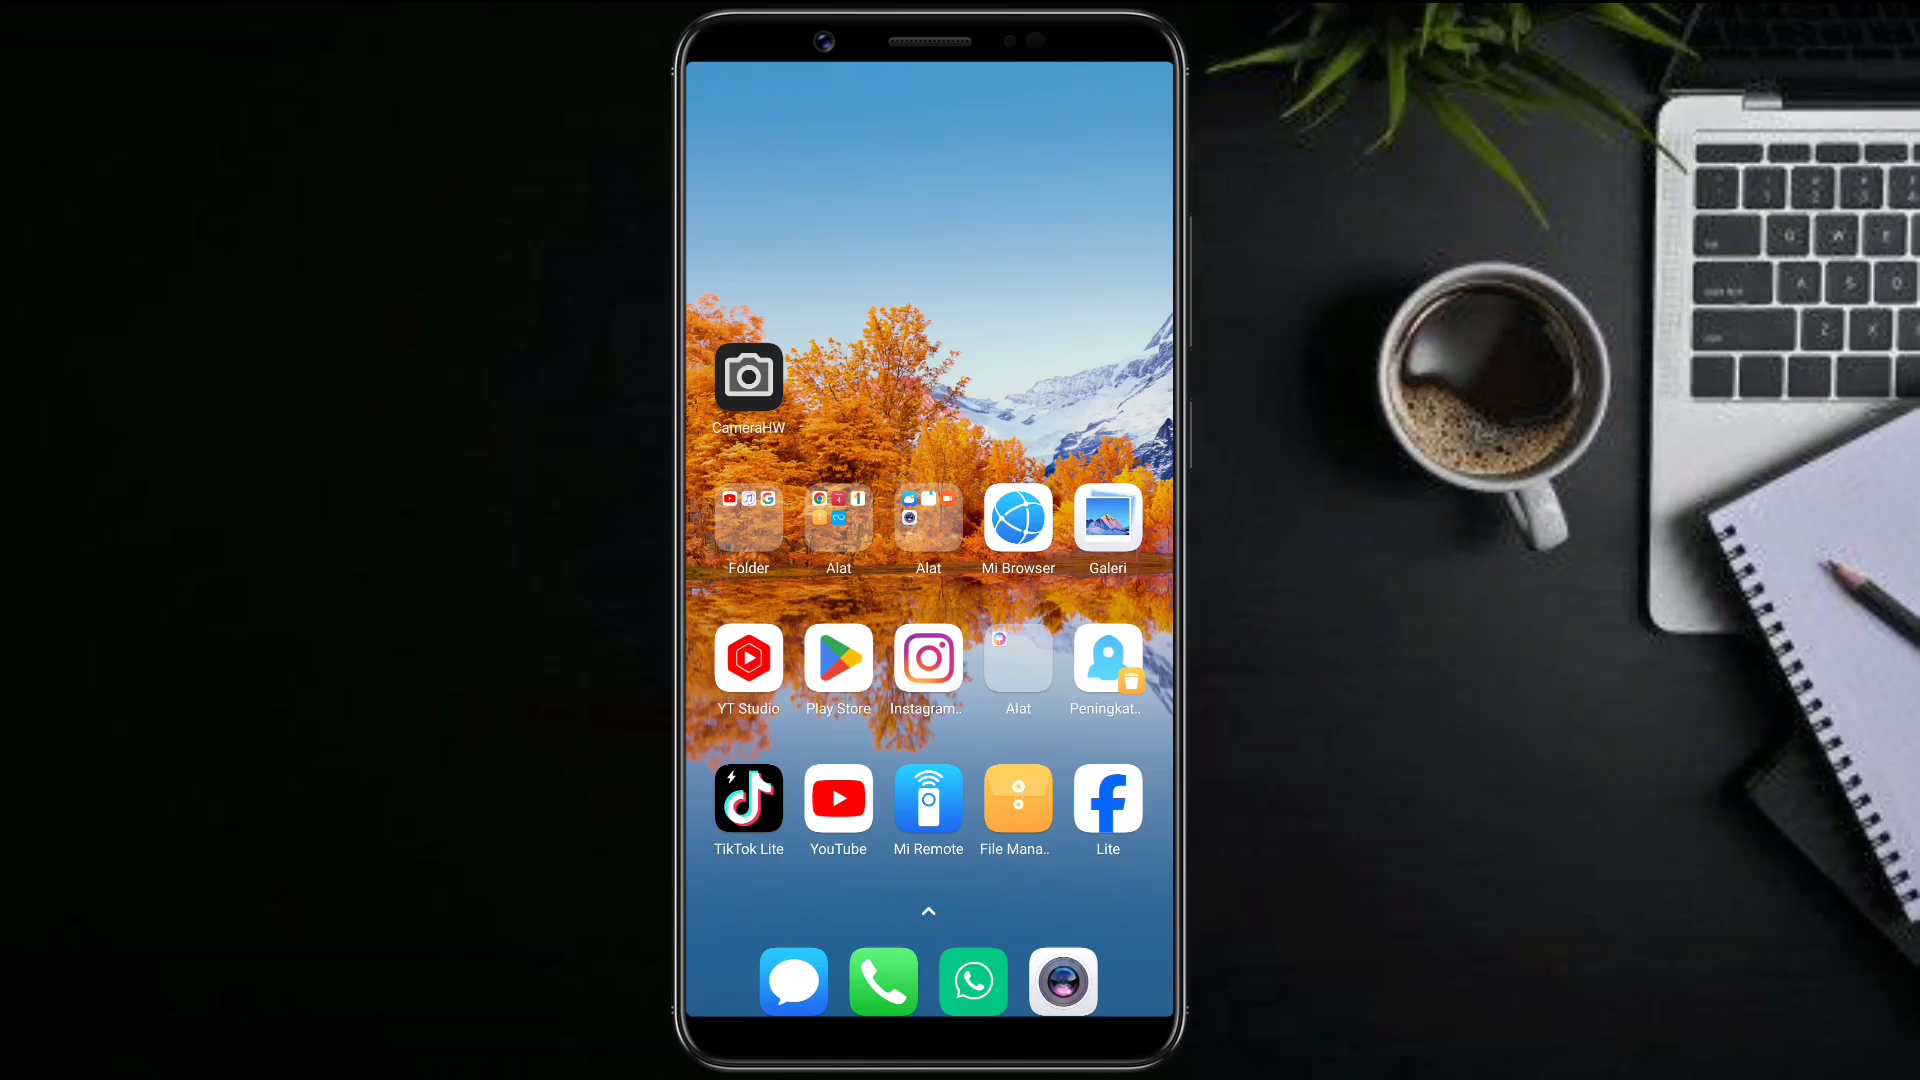 CameraHW
Folder
Alat
Alat
Mi Browser
Galeri
YT Studio
Play Store
Instagram..
Alat
Peningkat..
TikTok Lite
YouTube
Mi Remote
File Mana..
Lite
Q
W
E
A
S
D
Z
X